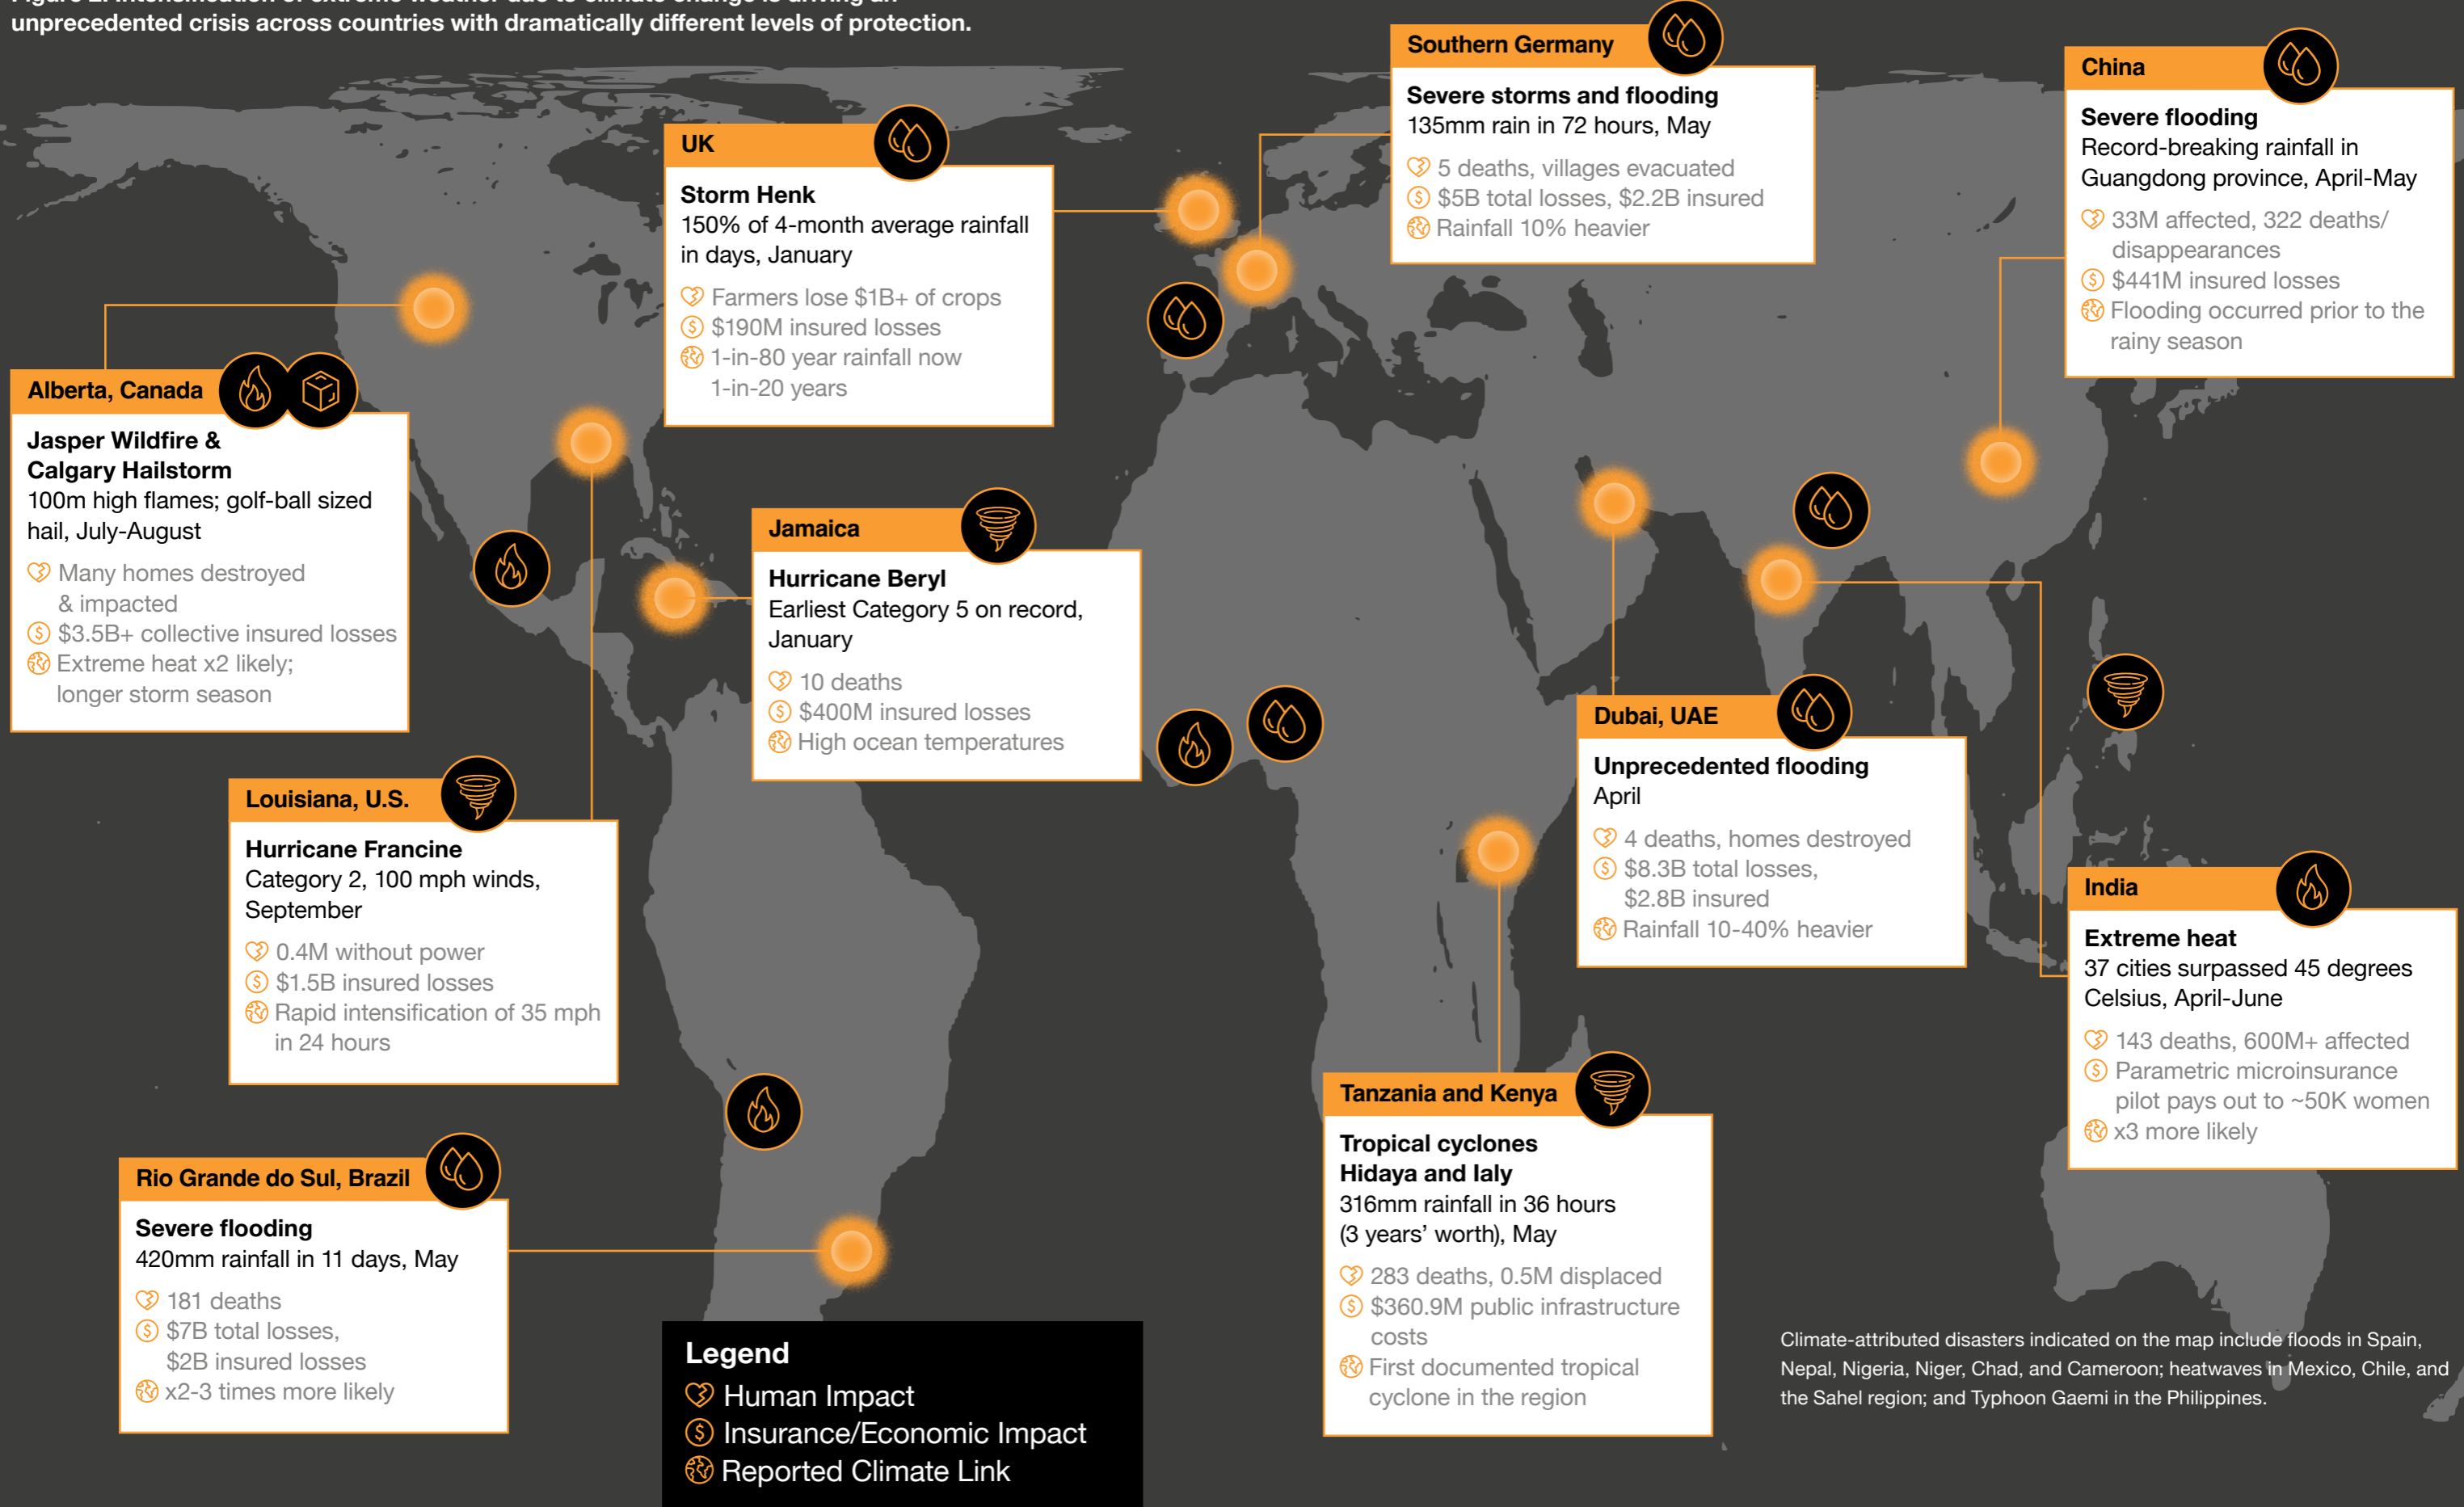 unprecedented crisis across countries with dramatically different levels of protection.
Southern Germany
Severe storms and flooding
135mm rain in 72 hours, May
5 deaths, villages evacuated
$5B total losses, $2.2B insured
Rainfall 10% heavier
China
Severe flooding
Record-breaking rainfall in
Guangdong province, April-May
33M affected, 322 deaths/
disappearances
$441M insured losses
Flooding occurred prior to the
rainy season
UK
Storm Henk
150% of 4-month average rainfall
in days, January
Farmers lose $1B+ of crops
$190M insured losses
1-in-80 year rainfall now
1-in-20 years
Alberta, Canada
Jasper Wildfire &
Calgary Hailstorm
100m high flames; golf-ball sized
hail, July-August
Many homes destroyed
& impacted
$3.5B+ collective insured losses
Extreme heat x2 likely;
longer storm season
Jamaica
Hurricane Beryl
Earliest Category 5 on record,
January
10 deaths
$400M insured losses
High ocean temperatures
Louisiana, U.S.
Hurricane Francine
Category 2, 100 mph winds,
September
0.4M without power
$1.5B insured losses
Rapid intensification of 35 mph
in 24 hours
Dubai, UAE
Unprecedented flooding
April
4 deaths, homes destroyed
$8.3B total losses,
$2.8B insured
Rainfall 10-40% heavier
India
Extreme heat
37 cities surpassed 45 degrees
Celsius, April-June
143 deaths, 600M+ affected
Parametric microinsurance
pilot pays out to ~50K women
x3 more likely
Rio Grande do Sul, Brazil
Severe flooding
420mm rainfall in 11 days, May
181 deaths
$7B total losses,
$2B insured losses
x2-3 times more likely
Tanzania and Kenya
Tropical cyclones
Hidaya and Ialy
316mm rainfall in 36 hours
(3 years' worth), May
283 deaths, 0.5M displaced
$360.9M public infrastructure
costs
First documented tropical
cyclone in the region
Legend
Human Impact
Insurance/Economic Impact
Reported Climate Link
Climate-attributed disasters indicated on the map include floods in Spain,
Nepal, Nigeria, Niger, Chad, and Cameroon; heatwaves in Mexico, Chile, and
the Sahel region; and Typhoon Gaemi in the Philippines.